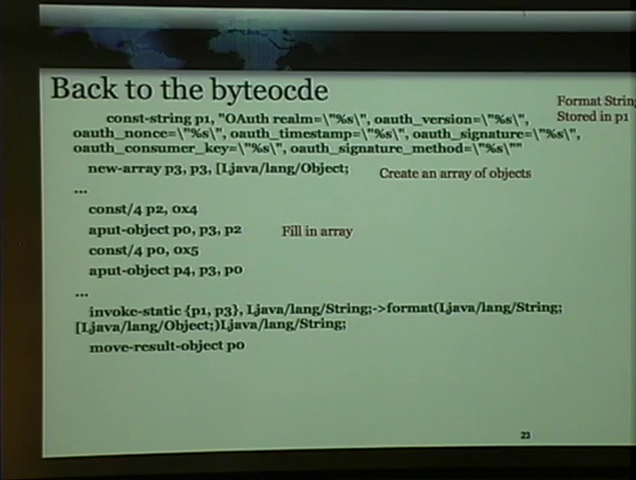 Back to the byteocde
const-string p1, "OAuth realm=\"%s\", oauth_version=\"%s\",
oauth_nonce=\"%s\", oauth_timestamp=\"%s\", oauth_signature=\"%s\",
oauth_consumer_key=\"%s\", oauth_signature_method=\"%s\""
Format String
Stored in p1
new-array p3, p3, [Ljava/lang/Object;
Create an array of objects
...
const/4 p2, 0x4
aput-object p0, p3, p2
Fill in array
const/4 p0, 0x5
aput-object p4, p3, p0
...
invoke-static {p1, p3}, Ljava/lang/String;->format(Ljava/lang/String;
[Ljava/lang/Object;)Ljava/lang/String;
move-result-object p0
23